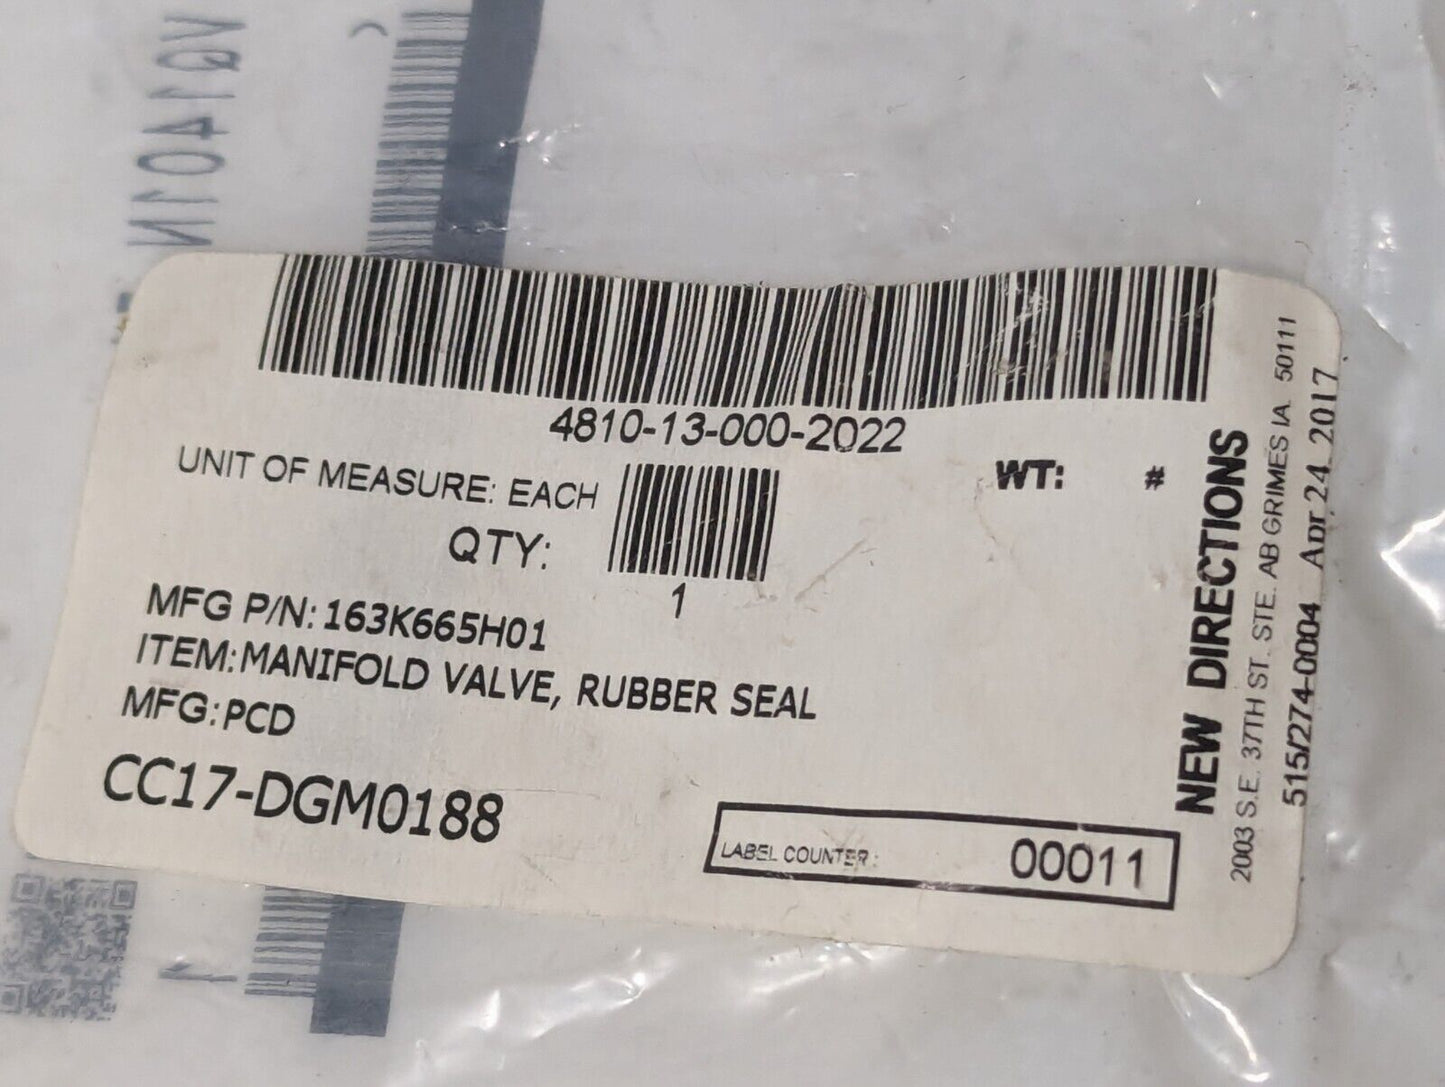 VQ1401N
4810-13-000-2022
UNIT OF MEASURE: EACH
QTY:
1
WT: #
MFG P/N: 163K665H01
ITEM: MANIFOLD VALVE, RUBBER SEAL
MFG: PCD
CC17-DGM0188
LABEL COUNTER: 00011
NEW DIRECTIONS
2003 S.E. 37TH ST. STE. AB GRIMES IA 50111
515/274-0004 Apr 24, 2017
1